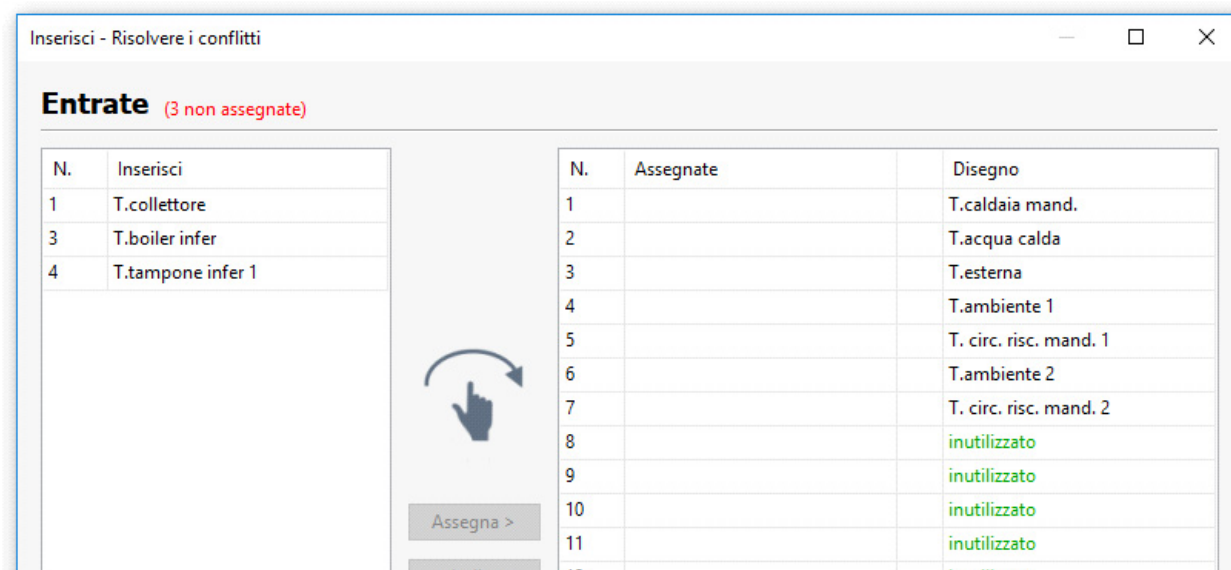 Inserisci - Risolvere i conflitti
Entrate (3 non assegnate)
N. Inserisci
1 T.collettore
3 T.boiler infer
4 T.tampone infer 1
Assegna >
N. Assegnate Disegno
1 T.caldaia mand.
2 T.acqua calda
3 T.esterna
4 T.ambiente 1
5 T. circ. risc. mand. 1
6 T.ambiente 2
7 T. circ. risc. mand. 2
8 inutilizzato
9 inutilizzato
10 inutilizzato
11 inutilizzato